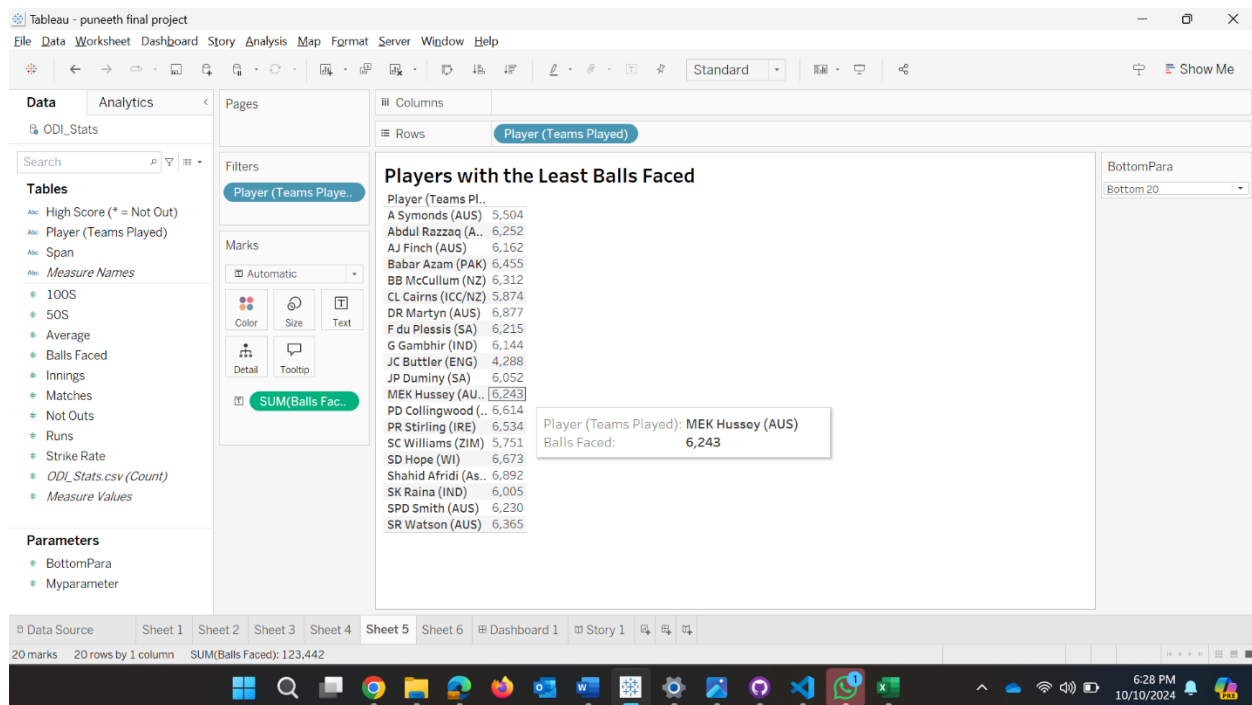 Tableau - puneeth final project
File Data Worksheet Dashboard Story Analysis Map Format Server Window Help
Standard
Show Me
Data Analytics
ODI_Stats
Search
Tables
Abc High Score (* = Not Out)
Abc Player (Teams Played)
Abc Span
Abc Measure Names
# 100S
# 50S
# Average
# Balls Faced
# Innings
# Matches
# Not Outs
# Runs
# Strike Rate
# ODI_Stats.csv (Count)
# Measure Values
Parameters
# BottomPara
# Myparameter
Pages
Filters
Player (Teams Playe..
Marks
Automatic
Color Size Text
Detail Tooltip
SUM(Balls Fac..
Columns
Rows Player (Teams Played)
Players with the Least Balls Faced
Player (Teams Pl..
A Symonds (AUS) 5,504
Abdul Razzaq (A.. 6,252
AJ Finch (AUS) 6,162
Babar Azam (PAK) 6,455
BB McCullum (NZ) 6,312
CL Cairns (ICC/NZ) 5,874
DR Martyn (AUS) 6,877
F du Plessis (SA) 6,215
G Gambhir (IND) 6,144
JC Buttler (ENG) 4,288
JP Duminy (SA) 6,052
MEK Hussey (AU.. 6,243
PD Collingwood (.. 6,614
PR Stirling (IRE) 6,534
SC Williams (ZIM) 5,751
SD Hope (WI) 6,673
Shahid Afridi (As.. 6,892
SK Raina (IND) 6,005
SPD Smith (AUS) 6,230
SR Watson (AUS) 6,365
Player (Teams Played): MEK Hussey (AUS)
Balls Faced: 6,243
BottomPara
Bottom 20
Data Source Sheet 1 Sheet 2 Sheet 3 Sheet 4 Sheet 5 Sheet 6 Dashboard 1 Story 1
20 marks 20 rows by 1 column SUM(Balls Faced): 123,442
1
6:28 PM
10/10/2024
PRE